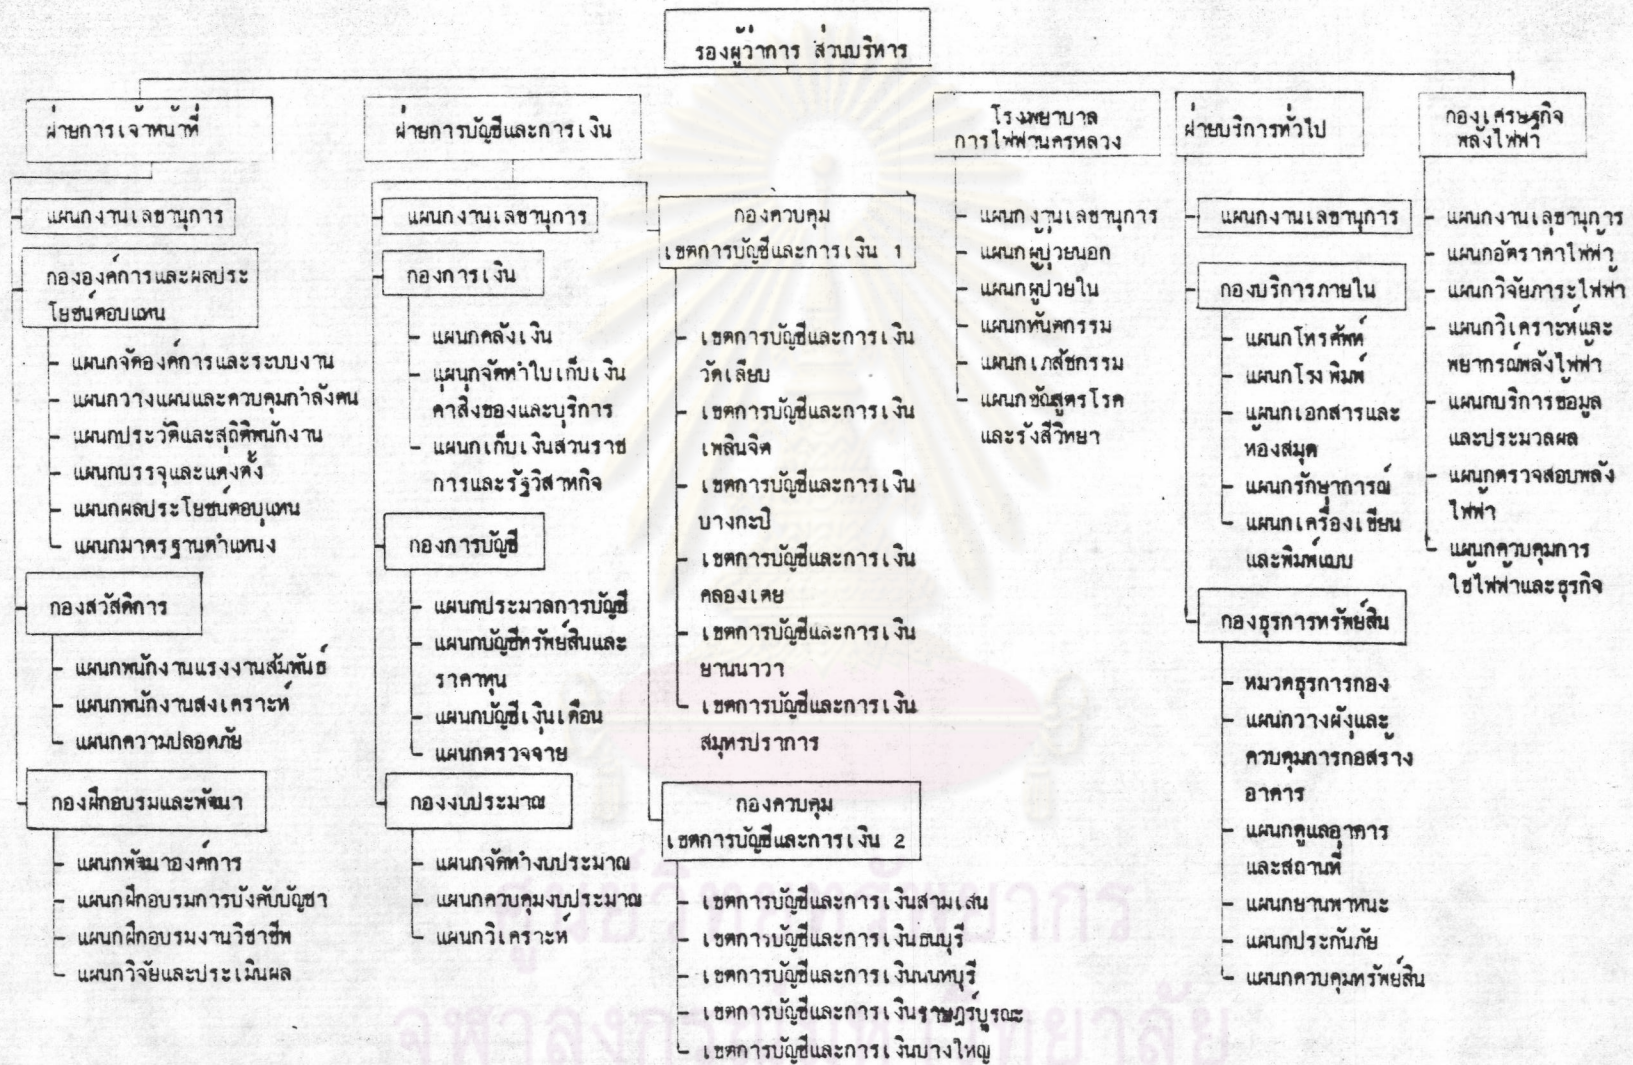 รองผู้ว่าการ ส่วนบริหาร
ฝ่ายการเจ้าหน้าที่
แผนกงานเลขานุการ
กององค์การและผลประ
โยชน์ตอบแทน
แผนกจัดองค์การและระบบงาน
แผนกวางแผนและควบคุมกำลังคน
แผนกประวัติและสถิติพนักงาน
แผนกบรรจุและแต่งตั้ง
แผนกผลประโยชน์ตอบแทน
แผนกมาตรฐานตำแหน่ง
กองสวัสดิการ
แผนกพนักงานแรงงานสัมพันธ์
แผนกพนักงานสงเคราะห์
แผนกความปลอดภัย
กองฝึกอบรมและพัฒนา
แผนกพัฒนาองค์การ
แผนกฝึกอบรมการบังคับบัญชา
แผนกฝึกอบรมงานวิชาชีพ
แผนกวิจัยและประเมินผล
ฝ่ายการบัญชีและการเงิน
แผนกงานเลขานุการ
กองการเงิน
แผนกคลังเงิน
แผนกจัดทำใบเก็บเงิน
ค่าสิ่งของและบริการ
แผนกเก็บเงินส่วนราช
การและรัฐวิสาหกิจ
กองการบัญชี
แผนกประมวลการบัญชี
แผนกบัญชีทรัพย์สินและ
ราคาทุน
แผนกบัญชีเงินเดือน
แผนกตรวจจ่าย
กองงบประมาณ
แผนกจัดทำงบประมาณ
แผนกควบคุมงบประมาณ
แผนกวิเคราะห์
กองควบคุม
เขตการบัญชีและการเงิน 1
เขตการบัญชีและการเงิน
วัดเลียบ
เขตการบัญชีและการเงิน
เพลินจิต
เขตการบัญชีและการเงิน
บางกะปิ
เขตการบัญชีและการเงิน
คลองเตย
เขตการบัญชีและการเงิน
ยานนาวา
เขตการบัญชีและการเงิน
สมุทรปราการ
กองควบคุม
เขตการบัญชีและการเงิน 2
เขตการบัญชีและการเงินสามเสน
เขตการบัญชีและการเงินธนบุรี
เขตการบัญชีและการเงินนนทบุรี
เขตการบัญชีและการเงินราษฎร์บูรณะ
เขตการบัญชีและการเงินบางใหญ่
โรงพยาบาล
การไฟฟ้านครหลวง
แผนกงานเลขานุการ
แผนกผู้ป่วยนอก
แผนกผู้ป่วยใน
แผนกทันตกรรม
แผนกเภสัชกรรม
แผนกชัณสูตรโรค
และรังสีวิทยา
ฝ่ายบริการทั่วไป
แผนกงานเลขานุการ
กองบริการภายใน
แผนกโทรศัพท์
แผนกโรงพิมพ์
แผนกเอกสารและ
ห้องสมุด
แผนกรักษาการณ์
แผนกเครื่องเขียน
และพิมพ์แบบ
กองธุรการทรัพย์สิน
หมวดธุรการกอง
แผนกวางผังและ
ควบคุมการก่อสร้าง
อาคาร
แผนกดูแลอาคาร
และสถานที่
แผนกยานพาหนะ
แผนกประกันภัย
แผนกควบคุมทรัพย์สิน
กองเศรษฐกิจ
พลังไฟฟ้า
แผนกงานเลขานุการ
แผนกอัตราค่าไฟฟ้า
แผนกวิจัยภาระไฟฟ้า
แผนกวิเคราะห์และ
พยากรณ์พลังไฟฟ้า
แผนกบริการข้อมูล
และประมวลผล
แผนกตรวจสอบพลัง
ไฟฟ้า
แผนกควบคุมการ
ใช้ไฟฟ้าและธุรกิจ
ศูนย์วิทยทรัพยากร
จุฬาลงกรณ์มหาวิทยาลัย